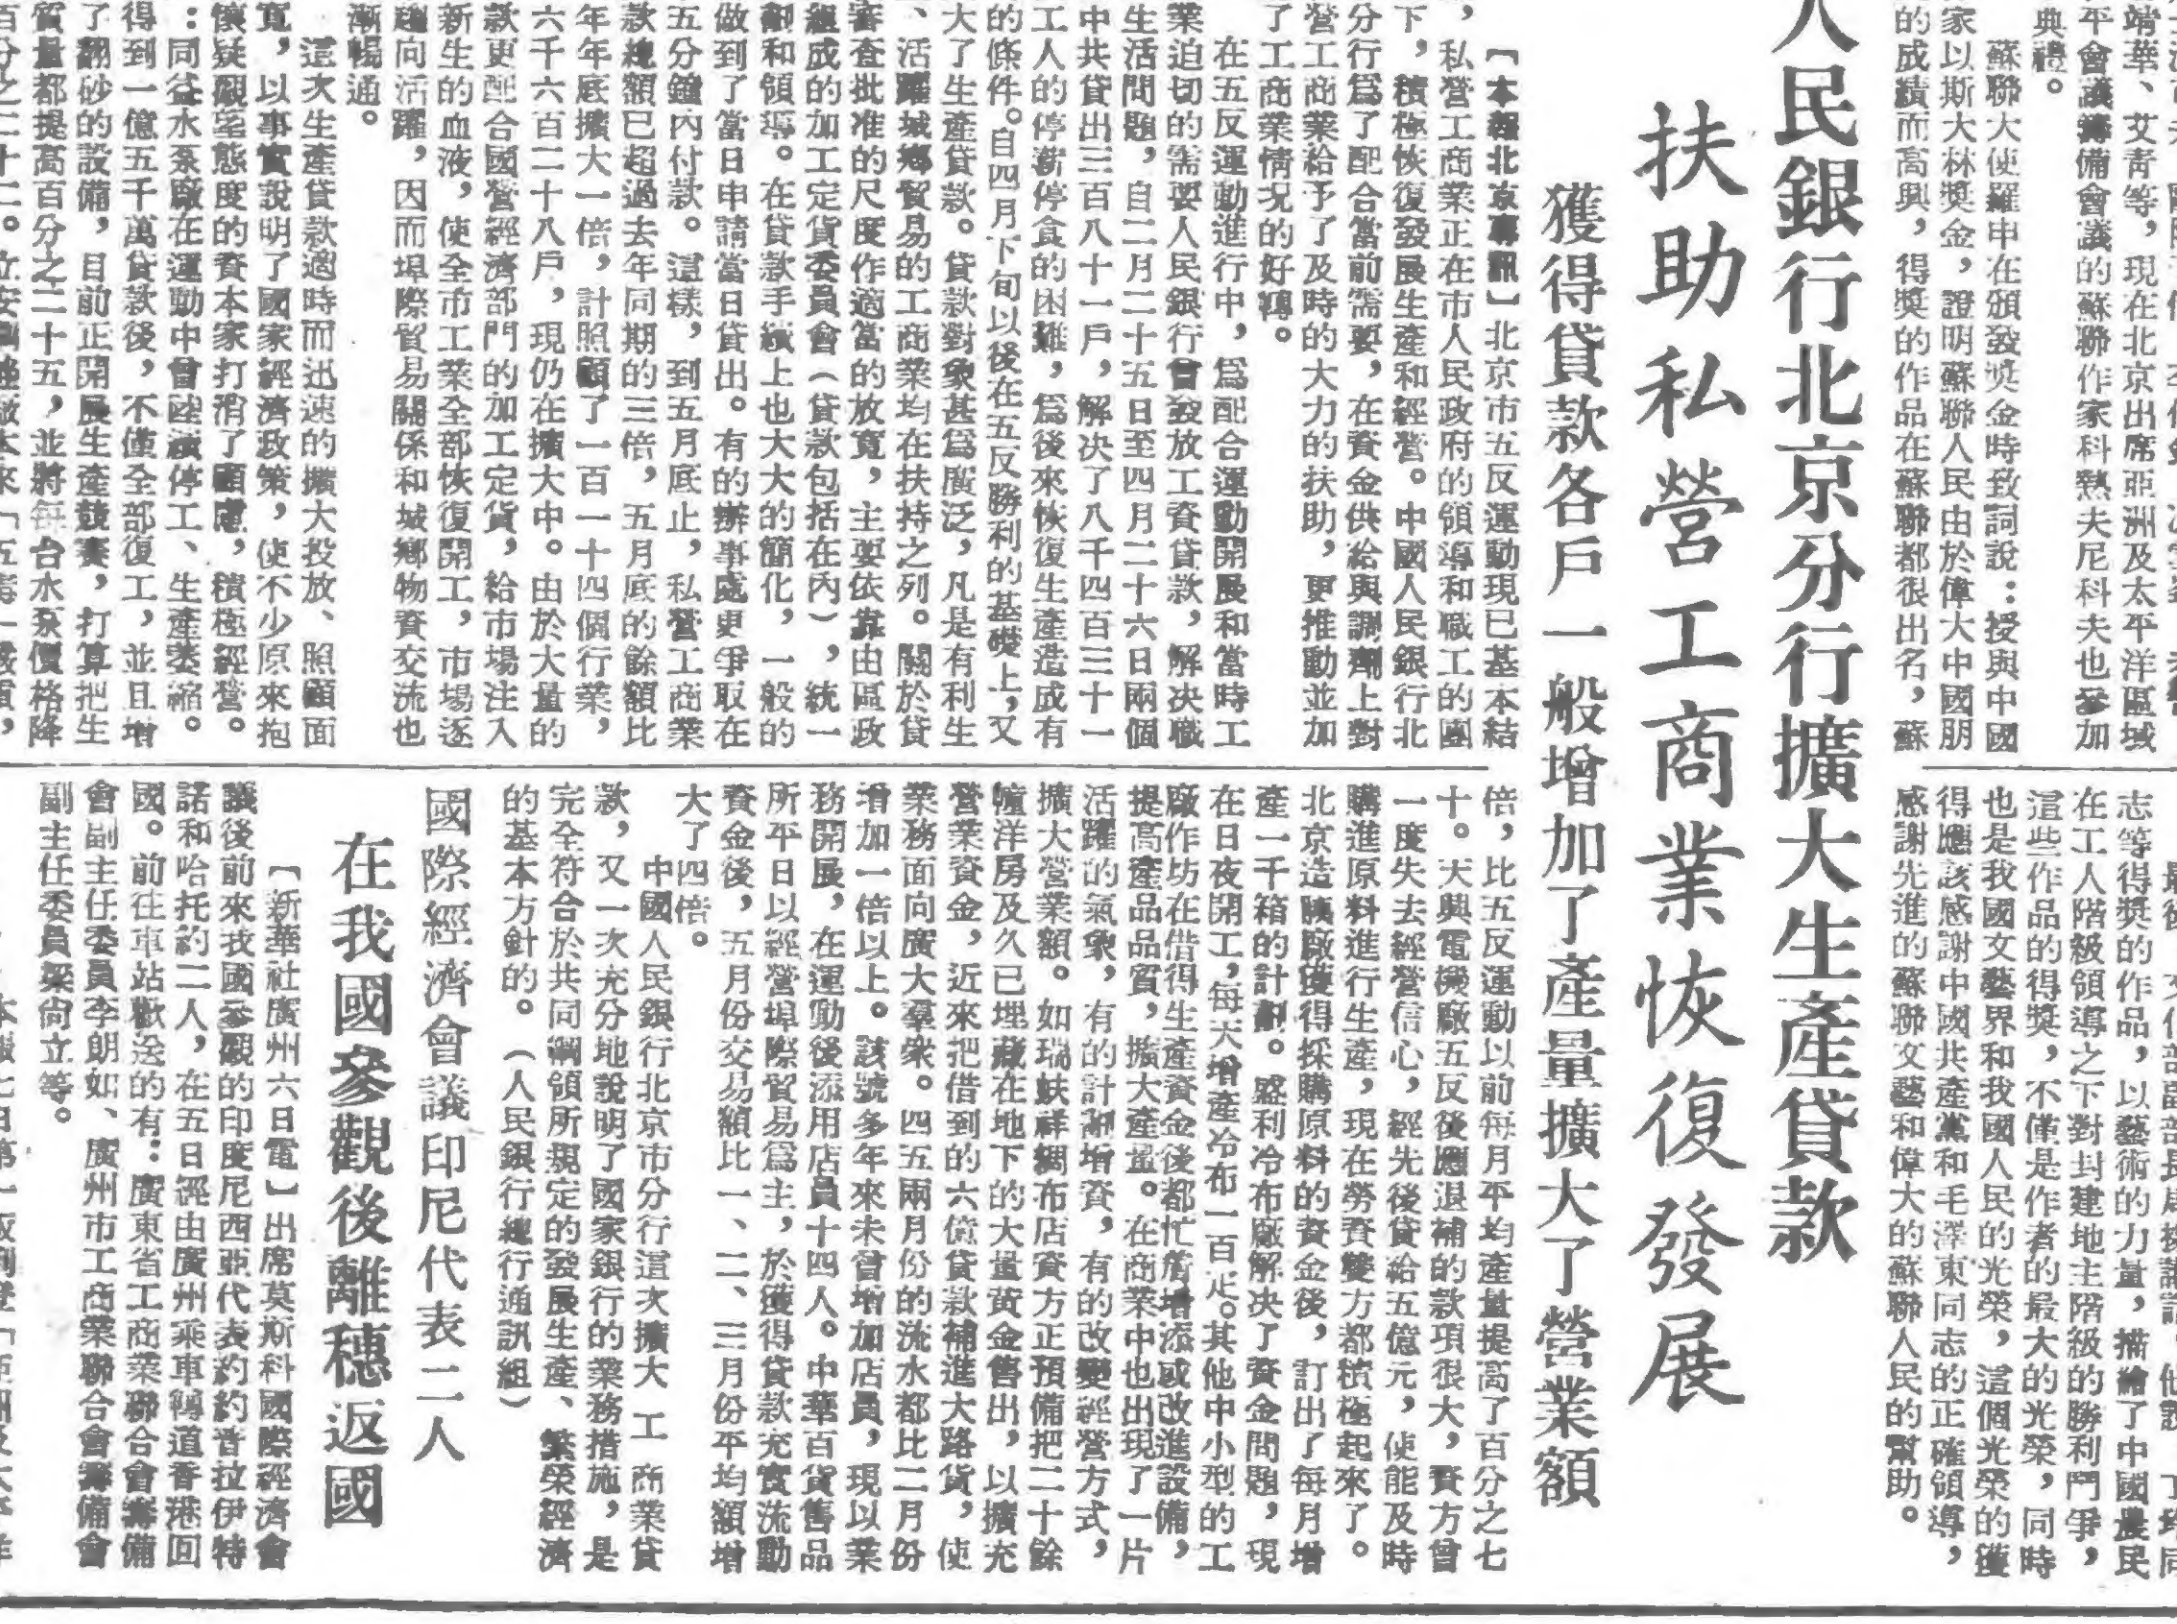 端華、艾青等，現在北京出席亞洲及太平洋區域
平會議籌備會議的蘇聯作家科熱夫尼科夫也參加
典禮。
蘇聯大使羅申在頒發獎金時致詞說：授與中國
家以斯大林獎金，證明蘇聯人民由於偉大中國朋
的成績而高興，得獎的作品在蘇聯都很出名，蘇
志等得獎的作品，以藝術的力量，描繪了中國農民
在工人階級領導之下對封建地主階級的勝利鬥爭，
這些作品的得獎，不僅是作者的最大的光榮，同時
也是我國文藝界和我國人民的光榮，這個光榮的獲
得應該感謝中國共產黨和毛澤東同志的正確領導，
感謝先進的蘇聯文藝和偉大的蘇聯人民的幫助。
人民銀行北京分行擴大生產貸款
扶助私營工商業恢復發展
獲得貸款各戶一般增加了產量擴大了營業額
【本報北京專訊】北京市五反運動現已基本結
，私營工商業正在市人民政府的領導和職工的團
下，積極恢復發展生產和經營。中國人民銀行北
分行爲了配合當前需要，在資金供給與調劑上對
營工商業給予了及時的大力的扶助，更推動並加
了工商業情況的好轉。
在五反運動進行中，爲配合運動開展和當時工
業迫切的需要人民銀行曾發放工資貸款，解決職
生活問題，自二月二十五日至四月二十六日兩個
中共貸出三百八十一戶，解決了八千四百三十一
工人的停薪停食的困難，爲後來恢復生產造成有
的條件。自四月下旬以後在五反勝利的基礎上，又
大了生產貸款。貸款對象甚爲廣泛，凡是有利生
、活躍城鄉貿易的工商業均在扶持之列。關於貸
審查批准的尺度作適當的放寬，主要依靠由區政
組成的加工定貨委員會（貸款包括在內），統一
劃和領導。在貸款手續上也大大的簡化，一般的
做到了當日申請當日貸出。有的辦事處更爭取在
五分鐘內付款。這樣，到五月底止，私營工商業
款總額已超過去年同期的三倍，五月底的餘額比
年年底擴大一倍，計照顧了一百一十四個行業，
六千六百二十八戶，現仍在擴大中。由於大量的
款更配合國營經濟部門的加工定貨，給市場注入
新生的血液，使全市工業全部恢復開工，市場逐
趨向活躍，因而埠際貿易關係和城鄉物資交流也
漸暢通。
這次生產貸款適時而迅速的擴大投放、照顧面
寬，以事實說明了國家經濟政策，使不少原來抱
懷疑觀望態度的資本家打消了顧慮，積極經營。
：同益水泵廠在運動中曾陸續停工、生產萎縮。
得到一億五千萬貸款後，不僅全部復工，並且增
了翻砂的設備，目前正開展生產競賽，打算把生
質量都提高百分之二十五，並將每台水泵價格降
倍，比五反運動以前每月平均產量提高了百分之七
十。大興電機廠五反後應退補的款項很大，資方曾
一度失去經營信心，經先後貸給五億元，使能及時
購進原料進行生產，現在勞資雙方都積極起來了。
北京造胰廠獲得採購原料的資金後，訂出了每月增
產一千箱的計劃。盛利冷布廠解決了資金問題，現
在日夜開工，每天增產冷布一百疋。其他中小型的工
廠作坊在借得生產資金後都忙着增添或改進設備，
提高產品品質，擴大產量。在商業中也出現了一片
活躍的氣象，有的計劃增資，有的改變經營方式，
擴大營業額。如瑞蚨祥綢布店資方正預備把二十餘
幢洋房及久已埋藏在地下的大量黃金售出，以擴充
營業資金，近來把借到的六億貸款補進大路貨，使
業務面向廣大羣衆。四五兩月份的流水都比二月份
增加一倍以上。該號多年來未曾增加店員，現以業
務開展，在運動後添用店員十四人。中華百貨售品
所平日以經營埠際貿易爲主，於獲得貸款充實流動
資金後，五月份交易額比一、二、三月份平均額增
大了四倍。
中國人民銀行北京市分行這次擴大工商業貸
款，又一次充分地說明了國家銀行的業務措施，是
完全符合於共同綱領所規定的發展生產、繁榮經濟
的基本方針的。（人民銀行總行通訊組）
國際經濟會議印尼代表二人
在我國參觀後離穗返國
【新華社廣州六日電】出席莫斯科國際經濟會
議後前來我國參觀的印度尼西亞代表約約普拉伊特
諾和哈托約二人，在五日經由廣州乘車轉道香港回
國。前往車站歡送的有：廣東省工商業聯合會籌備
會副主任委員李朗如、廣州市工商業聯合會籌備會
副主任委員梁尙立等。